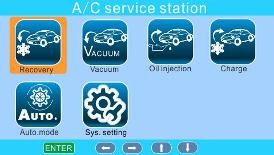 A/C service station
VACUUM
Recovery Vacuum Oil injection Charge
AUTO.
Auto.mode Sys. setting
ENTER